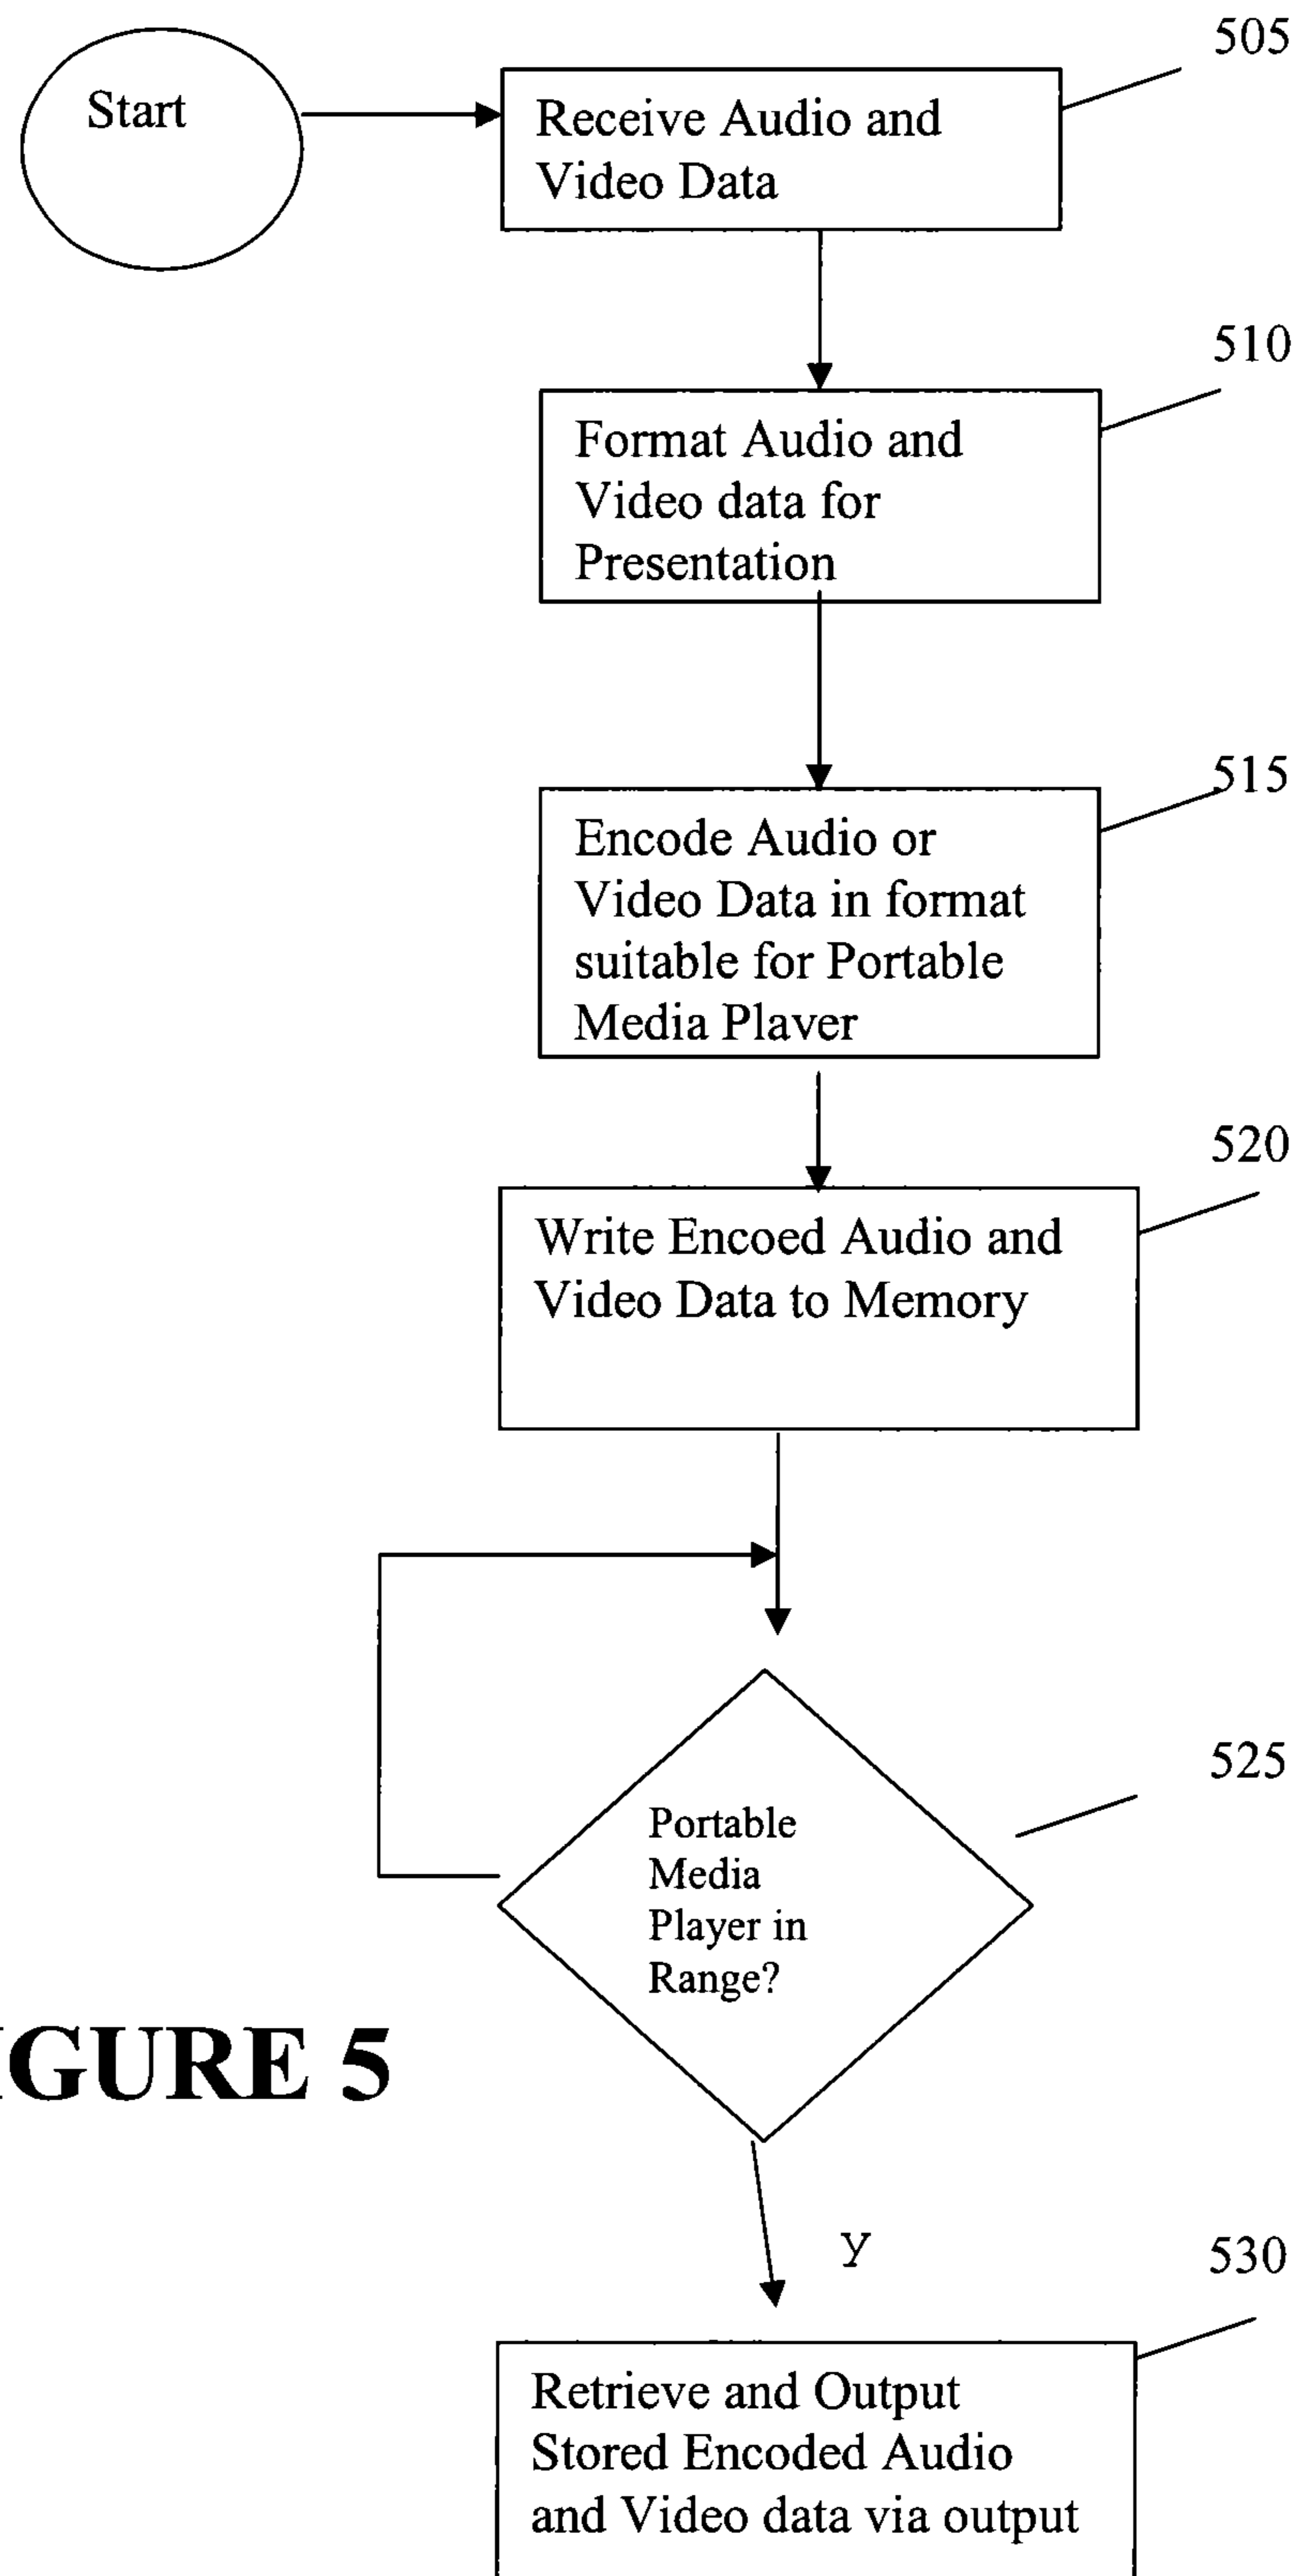 505
Start
Receive Audio and
Video Data
510
Format Audio and
Video data for
Presentation
515
Encode Audio or
Video Data in format
suitable for Portable
Media Plaver
520
Write Encoed Audio and
Video Data to Memory
525
Portable
Media
Player in
Range?
IGURE 5
y
530
Retrieve and Output
Stored Encoded Audio
and Video data via output